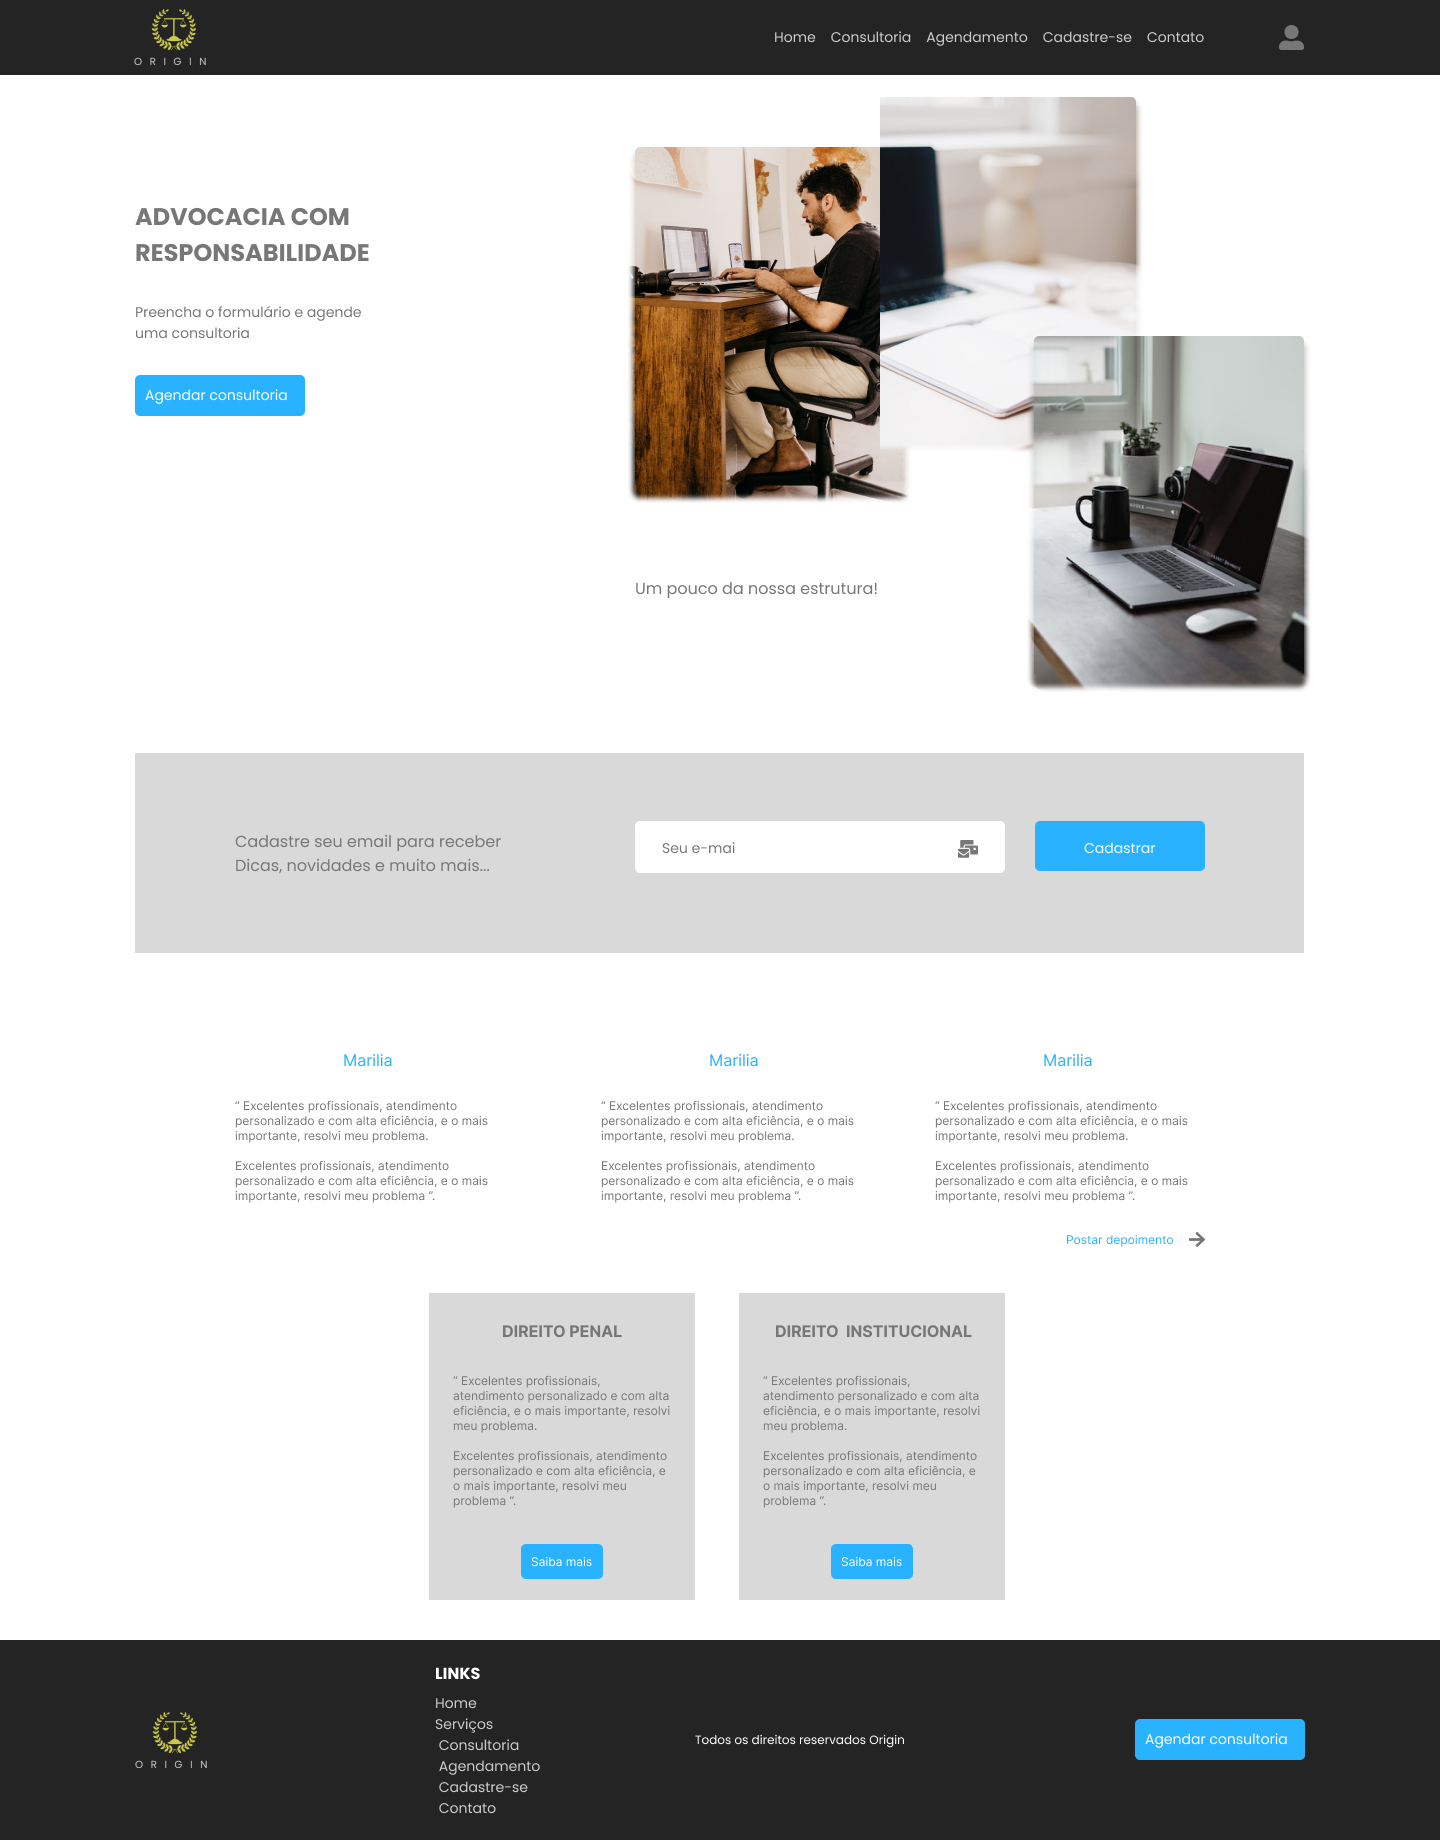 ORIGIN
Home Consultoria Agendamento Cadastre-se Contato
ADVOCACIA COM
RESPONSABILIDADE
Preencha o formulário e agende
uma consultoria
Agendar consultoria
Um pouco da nossa estrutura!
Cadastre seu email para receber
Dicas, novidades e muito mais...
Seu e-mai
Cadastrar
Marilia
“ Excelentes profissionais, atendimento
personalizado e com alta eficiência, e o mais
importante, resolvi meu problema.
Excelentes profissionais, atendimento
personalizado e com alta eficiência, e o mais
importante, resolvi meu problema ”.
Marilia
“ Excelentes profissionais, atendimento
personalizado e com alta eficiência, e o mais
importante, resolvi meu problema.
Excelentes profissionais, atendimento
personalizado e com alta eficiência, e o mais
importante, resolvi meu problema ”.
Marilia
“ Excelentes profissionais, atendimento
personalizado e com alta eficiência, e o mais
importante, resolvi meu problema.
Excelentes profissionais, atendimento
personalizado e com alta eficiência, e o mais
importante, resolvi meu problema ”.
Postar depoimento
DIREITO PENAL
“ Excelentes profissionais,
atendimento personalizado e com alta
eficiência, e o mais importante, resolvi
meu problema.
Excelentes profissionais, atendimento
personalizado e com alta eficiência, e
o mais importante, resolvi meu
problema ”.
Saiba mais
DIREITO INSTITUCIONAL
“ Excelentes profissionais,
atendimento personalizado e com alta
eficiência, e o mais importante, resolvi
meu problema.
Excelentes profissionais, atendimento
personalizado e com alta eficiência, e
o mais importante, resolvi meu
problema ”.
Saiba mais
ORIGIN
LINKS
Home
Serviços
Consultoria
Agendamento
Cadastre-se
Contato
Todos os direitos reservados Origin
Agendar consultoria